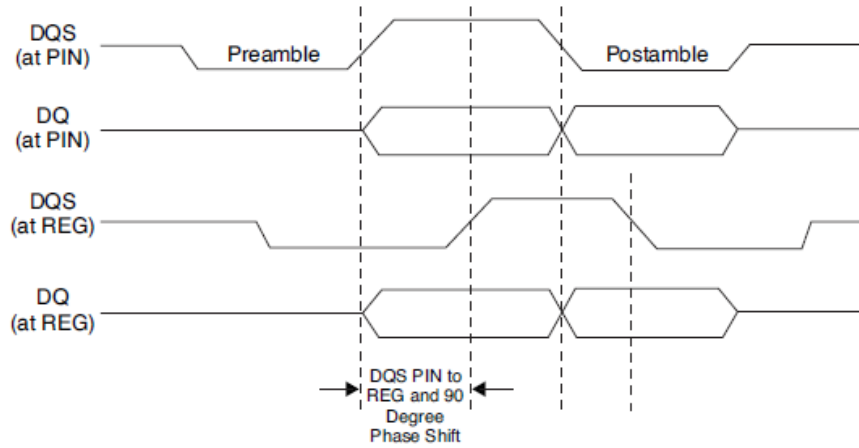 DQS
(at PIN)
Preamble
Postamble
DQ
(at PIN)
DQS
(at REG)
DQ
(at REG)
DQS PIN to
REG and 90
Degree
Phase Shift